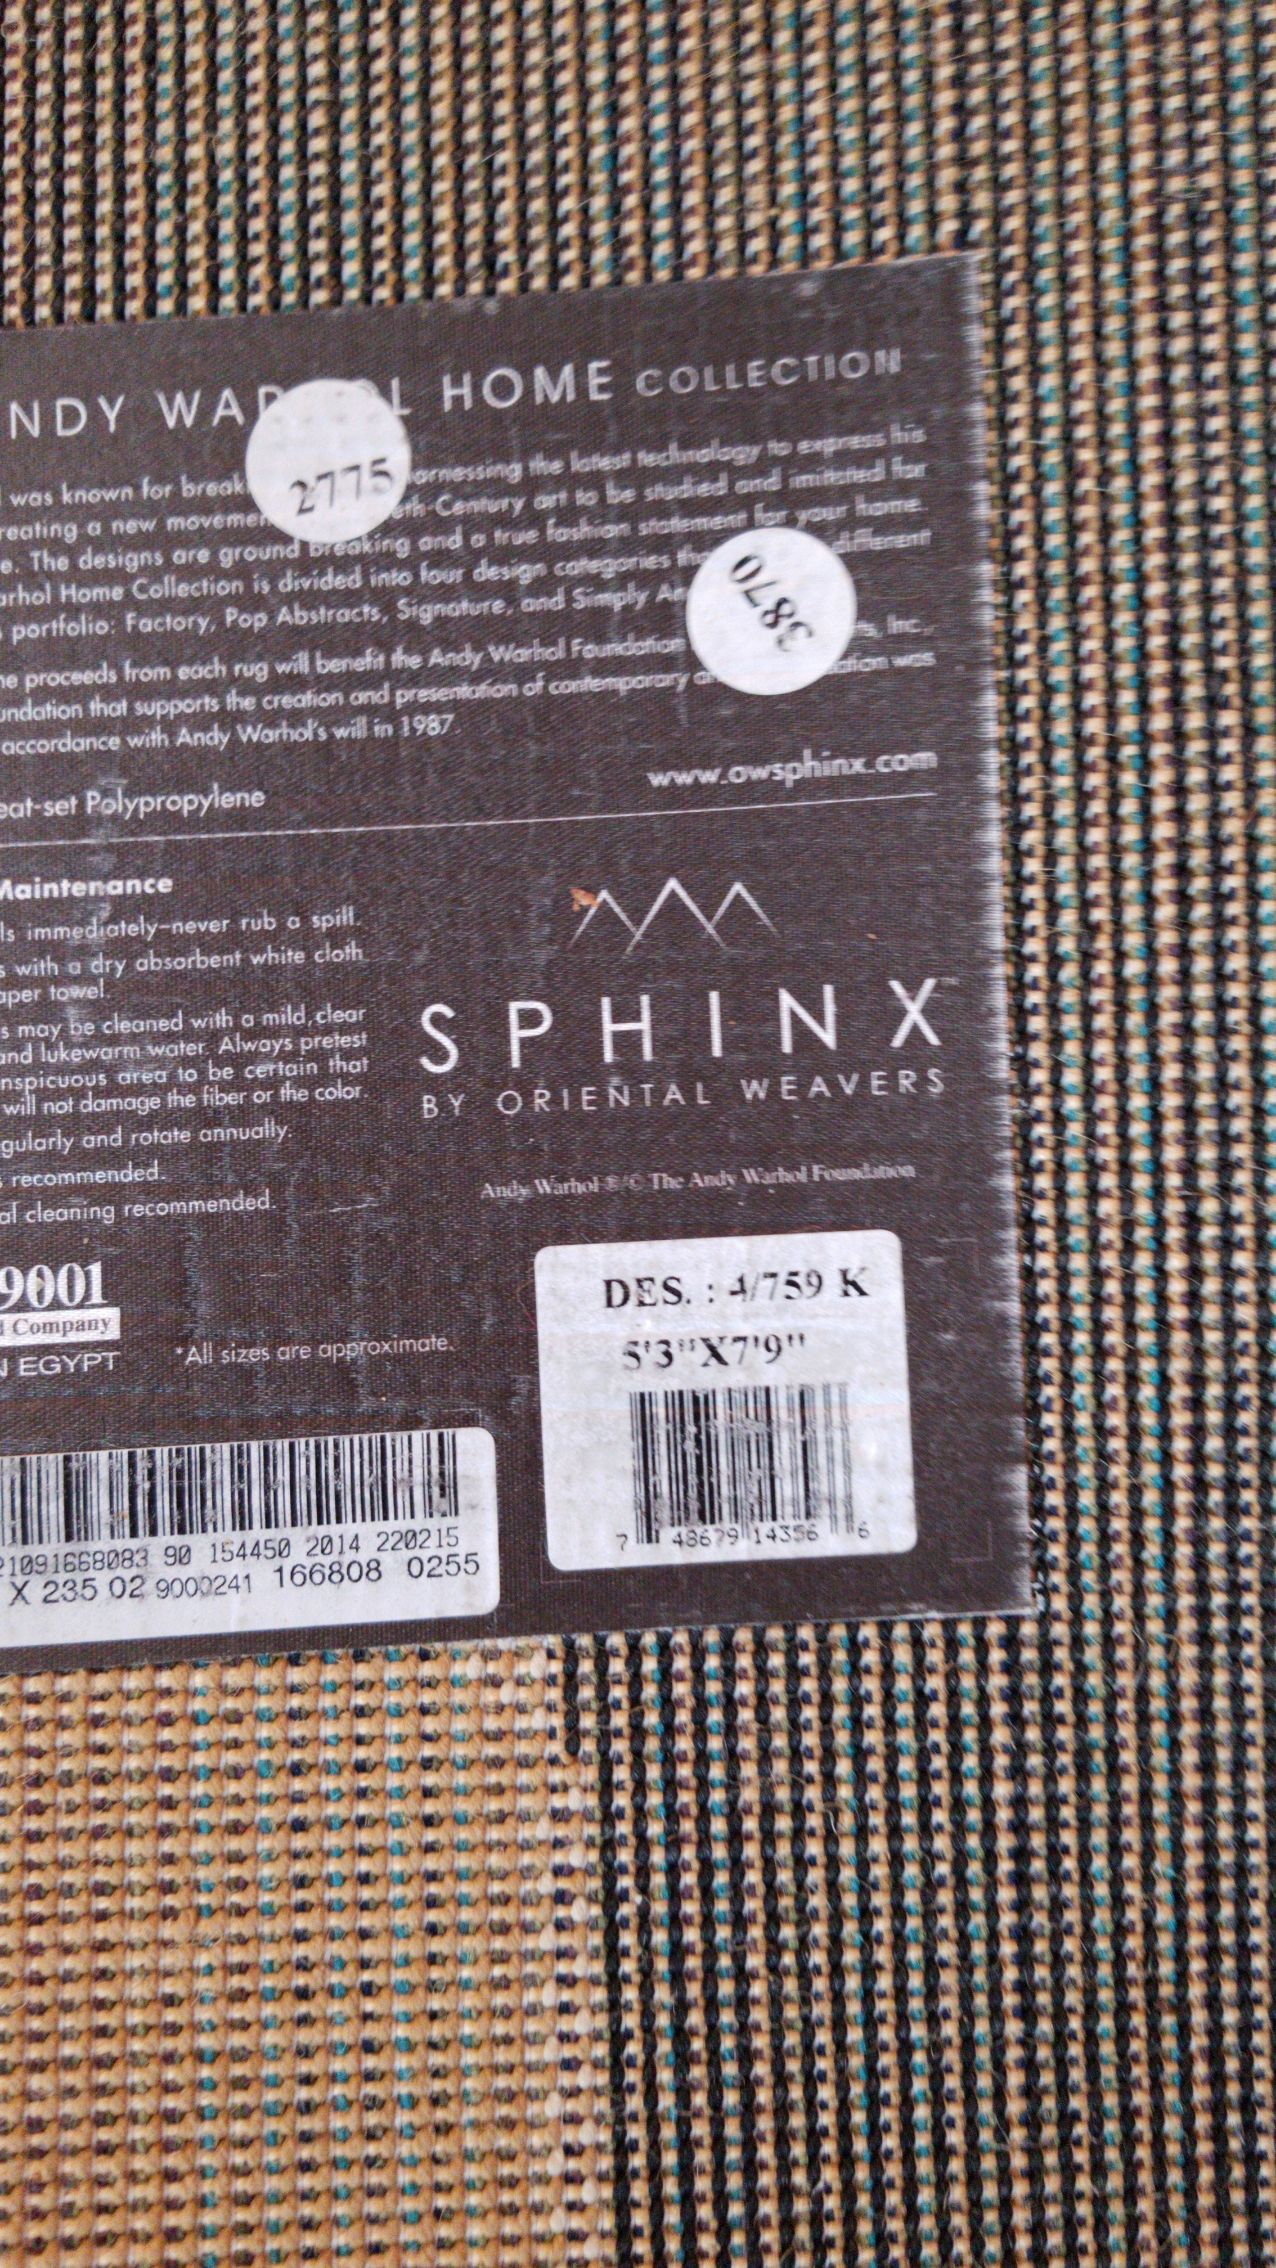 NDY WARHOL HOME COLLECTION
was known for break
2775
arnessing the latest technology to express his
reating a new movemen
eth-Century art to be studied and imitated for
e. The designs are ground breaking and a true fashion statement for your home.
arhol Home Collection is divided into four design categories
different
3870
portfolio: Factory, Pop Abstracts, Signature, and Simply
s, Inc.,
ne proceeds from each rug will benefit the Andy Warhol Foundation
undation that supports the creation and presentation of contemporary
was
accordance with Andy Warhol's will in 1987.
www.owsphinx.com
eat-set Polypropylene
Maintenance
ls immediately–never rub a spill.
s with a dry absorbent white cloth
aper towel.
s may be cleaned with a mild, clear
and lukewarm water. Always pretest
nspicuous area to be certain that
will not damage the fiber or the color.
gularly and rotate annually.
s recommended.
al cleaning recommended.
SPHINX™
BY ORIENTAL WEAVERS
Andy Warhol ®/© The Andy Warhol Foundation
9001
d Company
N EGYPT
*All sizes are approximate.
DES. : 4/759 K
5'3"X7'9"
7 48679 14356 6
21091668083 90 154450 2014 220215
X 235 02 9000241 166808 0255